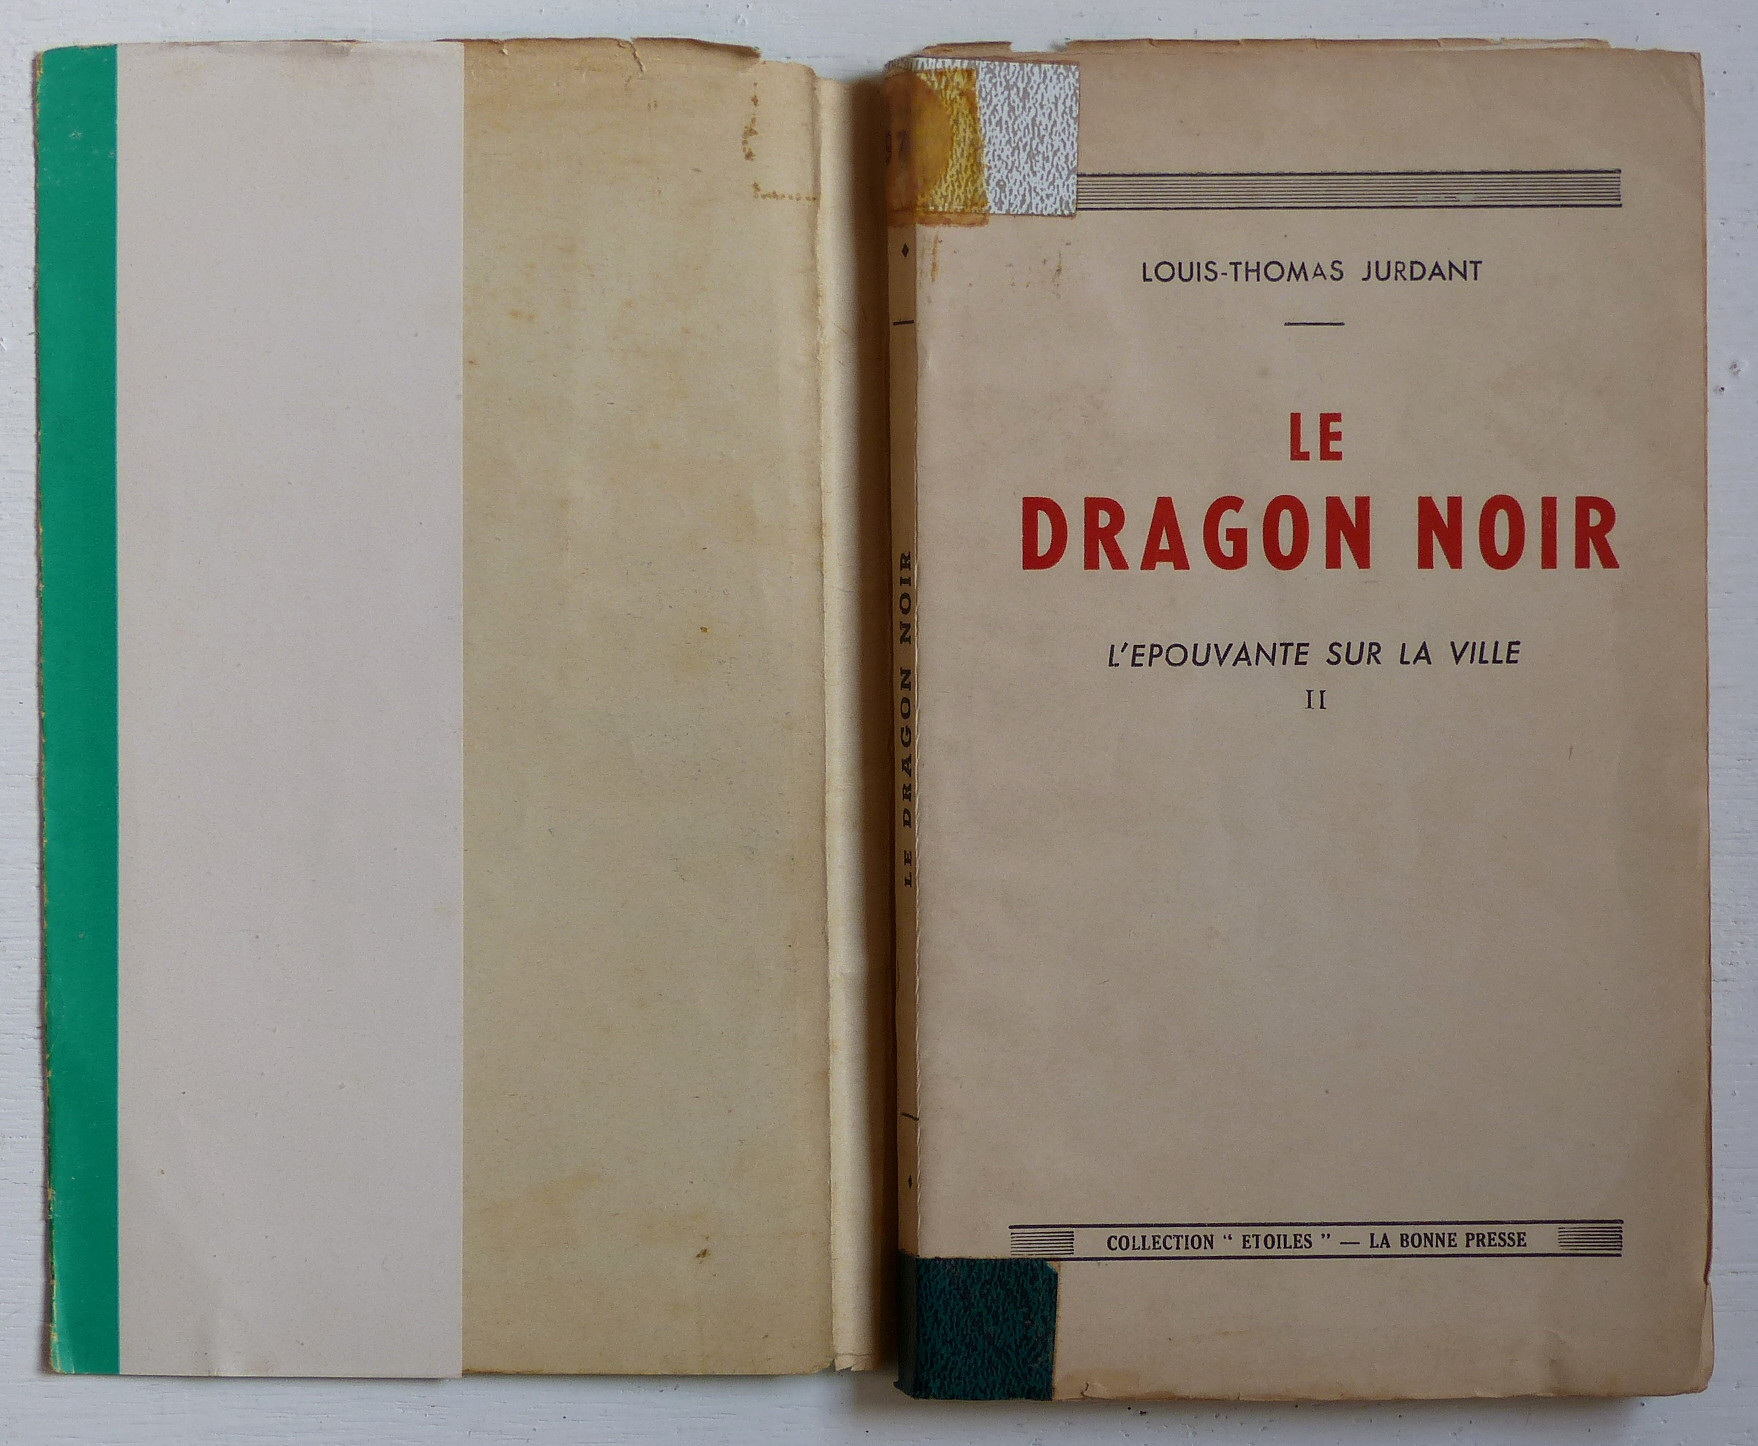 97
LE DRAGON NOIR
LOUIS-THOMAS JURDANT
LE
DRAGON NOIR
L'EPOUVANTE SUR LA VILLE
II
COLLECTION “ ETOILES ” — LA BONNE PRESSE